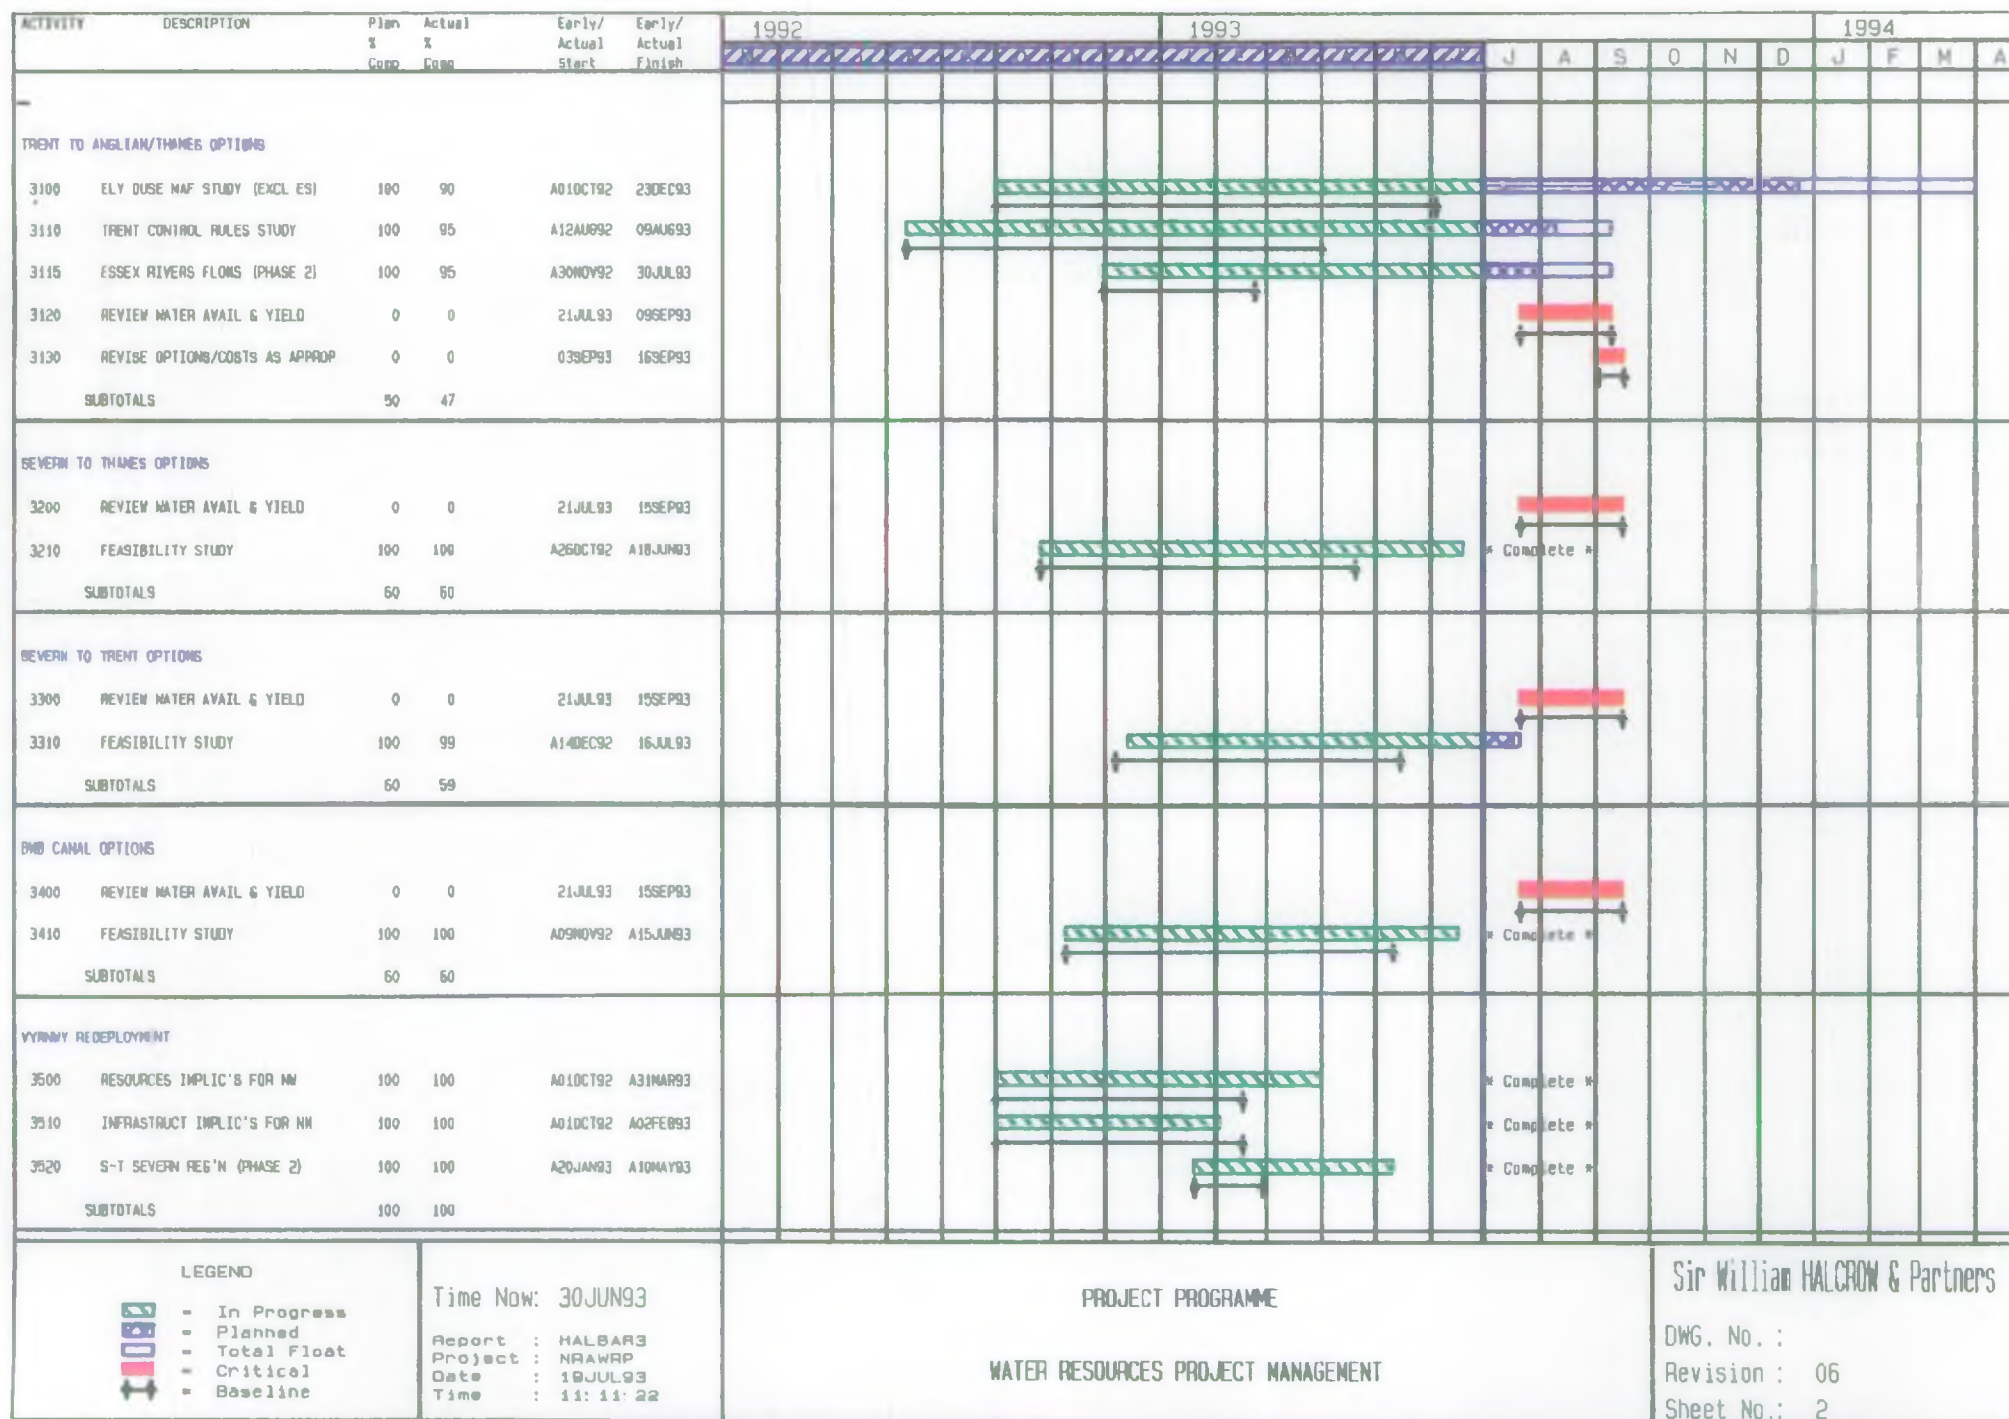 ACTIVITY DESCRIPTION Plan Actual Early/ Early/
% % Actual Actual
Comp Comp Start Finish
1992 1993 1994
J A S O N D J F M A
TRENT TO ANGLIAN/THAMES OPTIONS
3100 ELY OUSE MAF STUDY (EXCL ES) 100 90 A01OCT92 23DEC93
3110 TRENT CONTROL RULES STUDY 100 95 A12AUG92 09AUG93
3115 ESSEX RIVERS FLOWS (PHASE 2) 100 95 A30NOV92 30JUL93
3120 REVIEW WATER AVAIL & YIELD 0 0 21JUL93 09SEP93
3130 REVISE OPTIONS/COSTS AS APPROP 0 0 03SEP93 16SEP93
SUBTOTALS 50 47
SEVERN TO THAMES OPTIONS
3200 REVIEW WATER AVAIL & YIELD 0 0 21JUL93 15SEP93
3210 FEASIBILITY STUDY 100 100 A26OCT92 A18JUN93 * Complete *
SUBTOTALS 60 60
SEVERN TO TRENT OPTIONS
3300 REVIEW WATER AVAIL & YIELD 0 0 21JUL93 15SEP93
3310 FEASIBILITY STUDY 100 99 A14DEC92 16JUL93
SUBTOTALS 60 59
BWB CANAL OPTIONS
3400 REVIEW WATER AVAIL & YIELD 0 0 21JUL93 15SEP93
3410 FEASIBILITY STUDY 100 100 A09NOV92 A15JUN93 * Complete *
SUBTOTALS 60 60
VYRNWY REDEPLOYMENT
3500 RESOURCES IMPLIC'S FOR NW 100 100 A01OCT92 A31MAR93 * Complete *
3510 INFRASTRUCT IMPLIC'S FOR NW 100 100 A01OCT92 A02FEB93 * Complete *
3520 S-T SEVERN REG'N (PHASE 2) 100 100 A20JAN93 A10MAY93 * Complete *
SUBTOTALS 100 100
LEGEND
= In Progress
= Planned
= Total Float
= Critical
= Baseline
Time Now: 30JUN93
Report : HALBAR3
Project : NRAWRP
Date : 19JUL93
Time : 11:11:22
PROJECT PROGRAMME
WATER RESOURCES PROJECT MANAGEMENT
Sir William HALCROW & Partners
DWG. No. :
Revision : 06
Sheet No.: 2